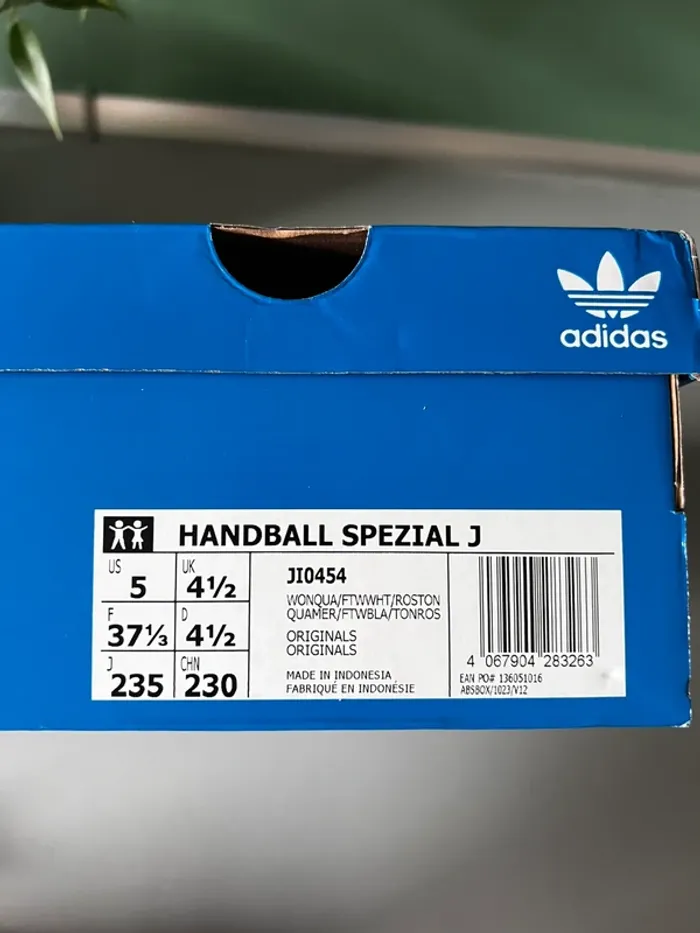 adidas
HANDBALL SPEZIAL J
US
5
UK
4½
F
37⅓
D
4½
J
235
CHN
230
JI0454
WONQUA/FTWWHT/ROSTON
QUAMER/FTWBLA/TONROS
ORIGINALS
ORIGINALS
MADE IN INDONESIA
FABRIQUÉ EN INDONÉSIE
4 067904 283263
EAN PO# 136051016
ABSBOX/1023/V12